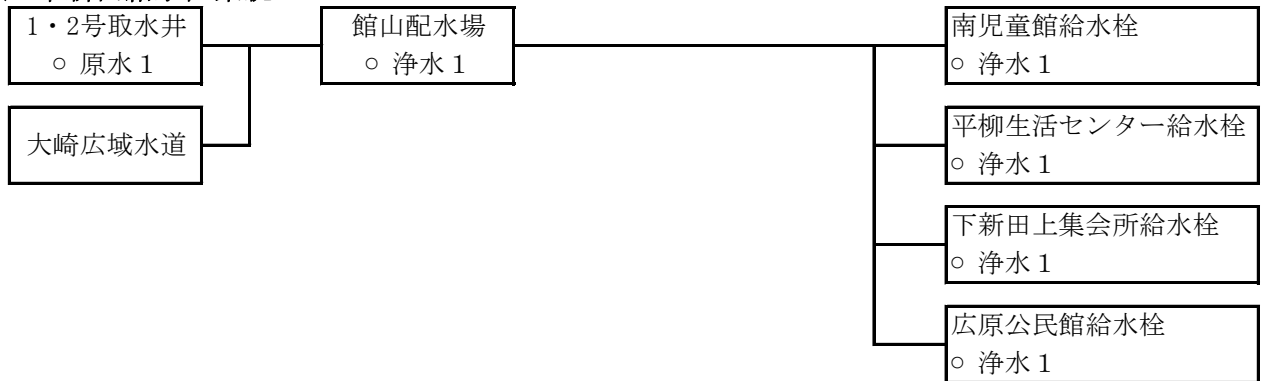 1・2号取水井
○ 原水１
館山配水場
○ 浄水１
大崎広域水道
南児童館給水栓
○ 浄水１
平柳生活センター給水栓
○ 浄水１
下新田上集会所給水栓
○ 浄水１
広原公民館給水栓
○ 浄水１